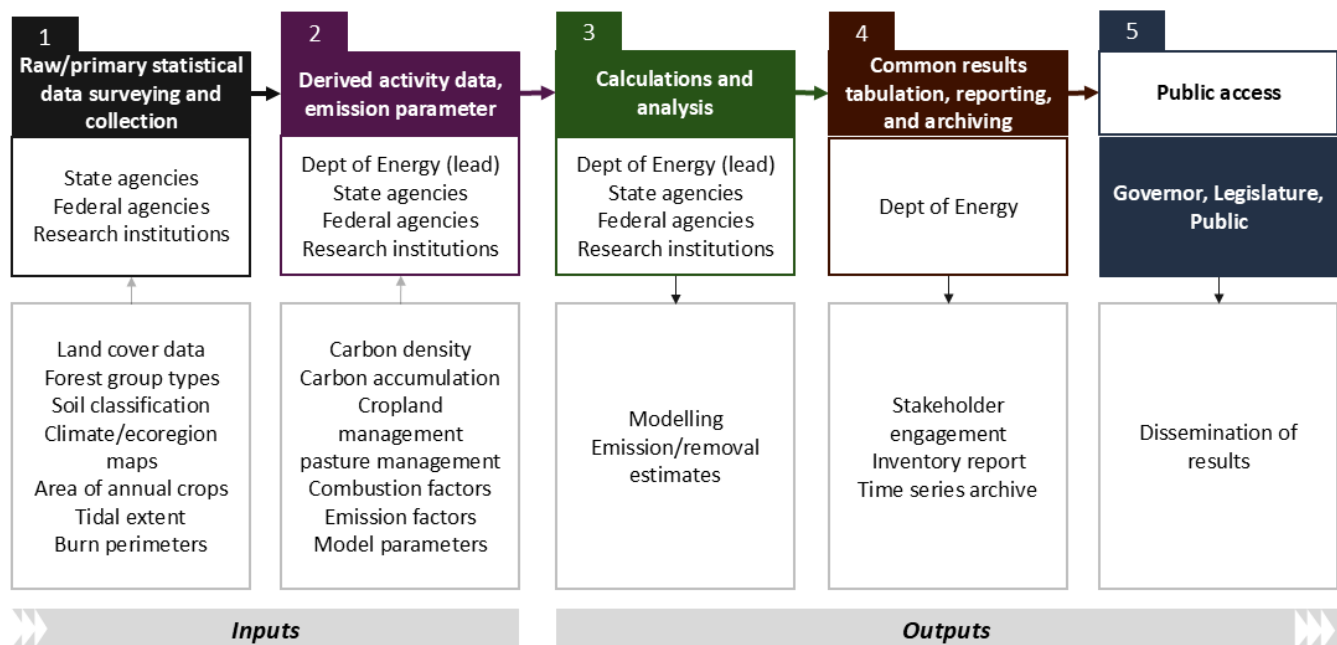 1
Raw/primary statistical
data surveying and
collection
State agencies
Federal agencies
Research institutions
Land cover data
Forest group types
Soil classification
Climate/ecoregion
maps
Area of annual crops
Tidal extent
Burn perimeters
2
Derived activity data,
emission parameter
Dept of Energy (lead)
State agencies
Federal agencies
Research institutions
Carbon density
Carbon accumulation
Cropland
management
pasture management
Combustion factors
Emission factors
Model parameters
3
Calculations and
analysis
Dept of Energy (lead)
State agencies
Federal agencies
Research institutions
Modelling
Emission/removal
estimates
4
Common results
tabulation, reporting,
and archiving
Dept of Energy
Stakeholder
engagement
Inventory report
Time series archive
5
Public access
Governor, Legislature,
Public
Dissemination of
results
Inputs
Outputs